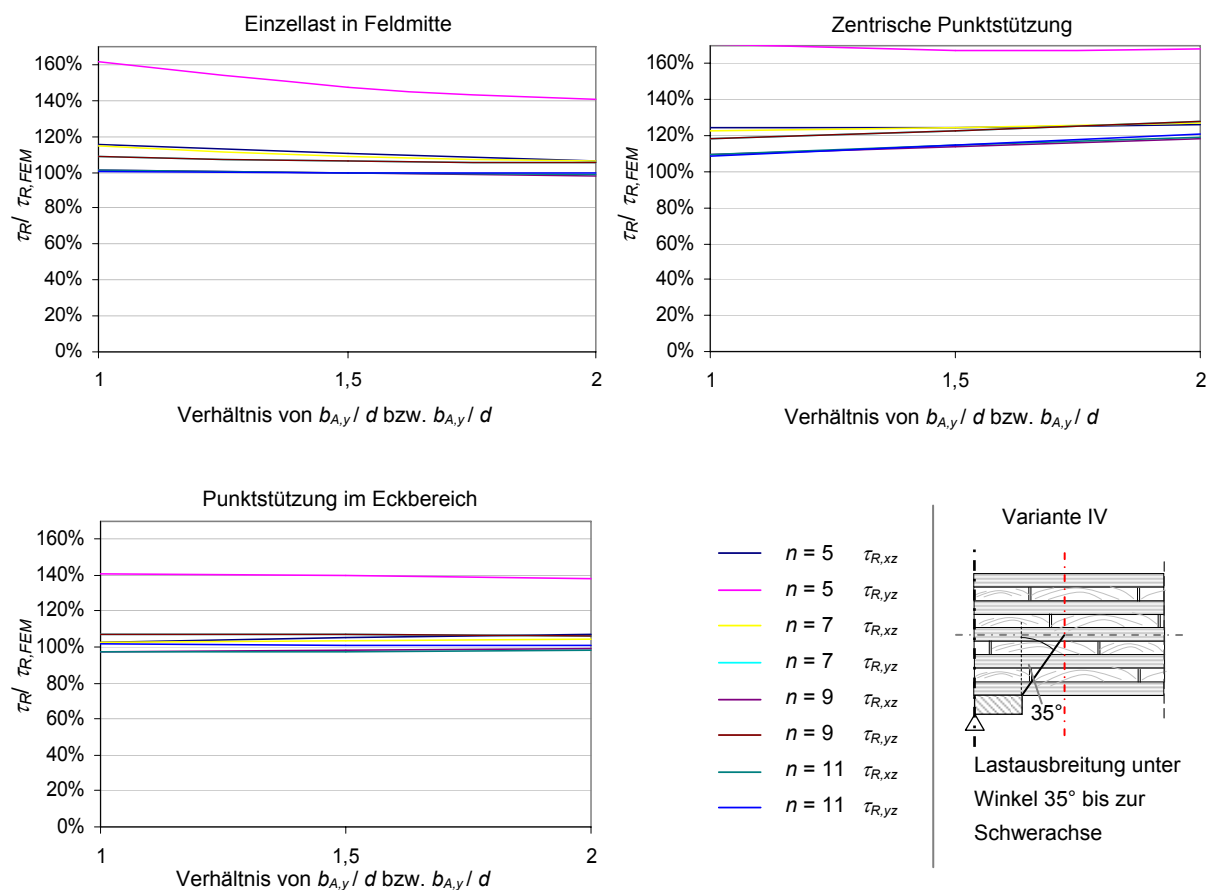 Einzellast in Feldmitte
τR/ τR,FEM
160%
140%
120%
100%
80%
60%
40%
20%
0%
1
1,5
2
Verhältnis von bA,y / d bzw. bA,y / d
Zentrische Punktstützung
τR/ τR,FEM
160%
140%
120%
100%
80%
60%
40%
20%
0%
1
1,5
2
Verhältnis von bA,y / d bzw. bA,y / d
Punktstützung im Eckbereich
τR/ τR,FEM
160%
140%
120%
100%
80%
60%
40%
20%
0%
1
1,5
2
Verhältnis von bA,y / d bzw. bA,y / d
n = 5 τR,xz
n = 5 τR,yz
n = 7 τR,xz
n = 7 τR,yz
n = 9 τR,xz
n = 9 τR,yz
n = 11 τR,xz
n = 11 τR,yz
Variante IV
35°
Lastausbreitung unter
Winkel 35° bis zur
Schwerachse